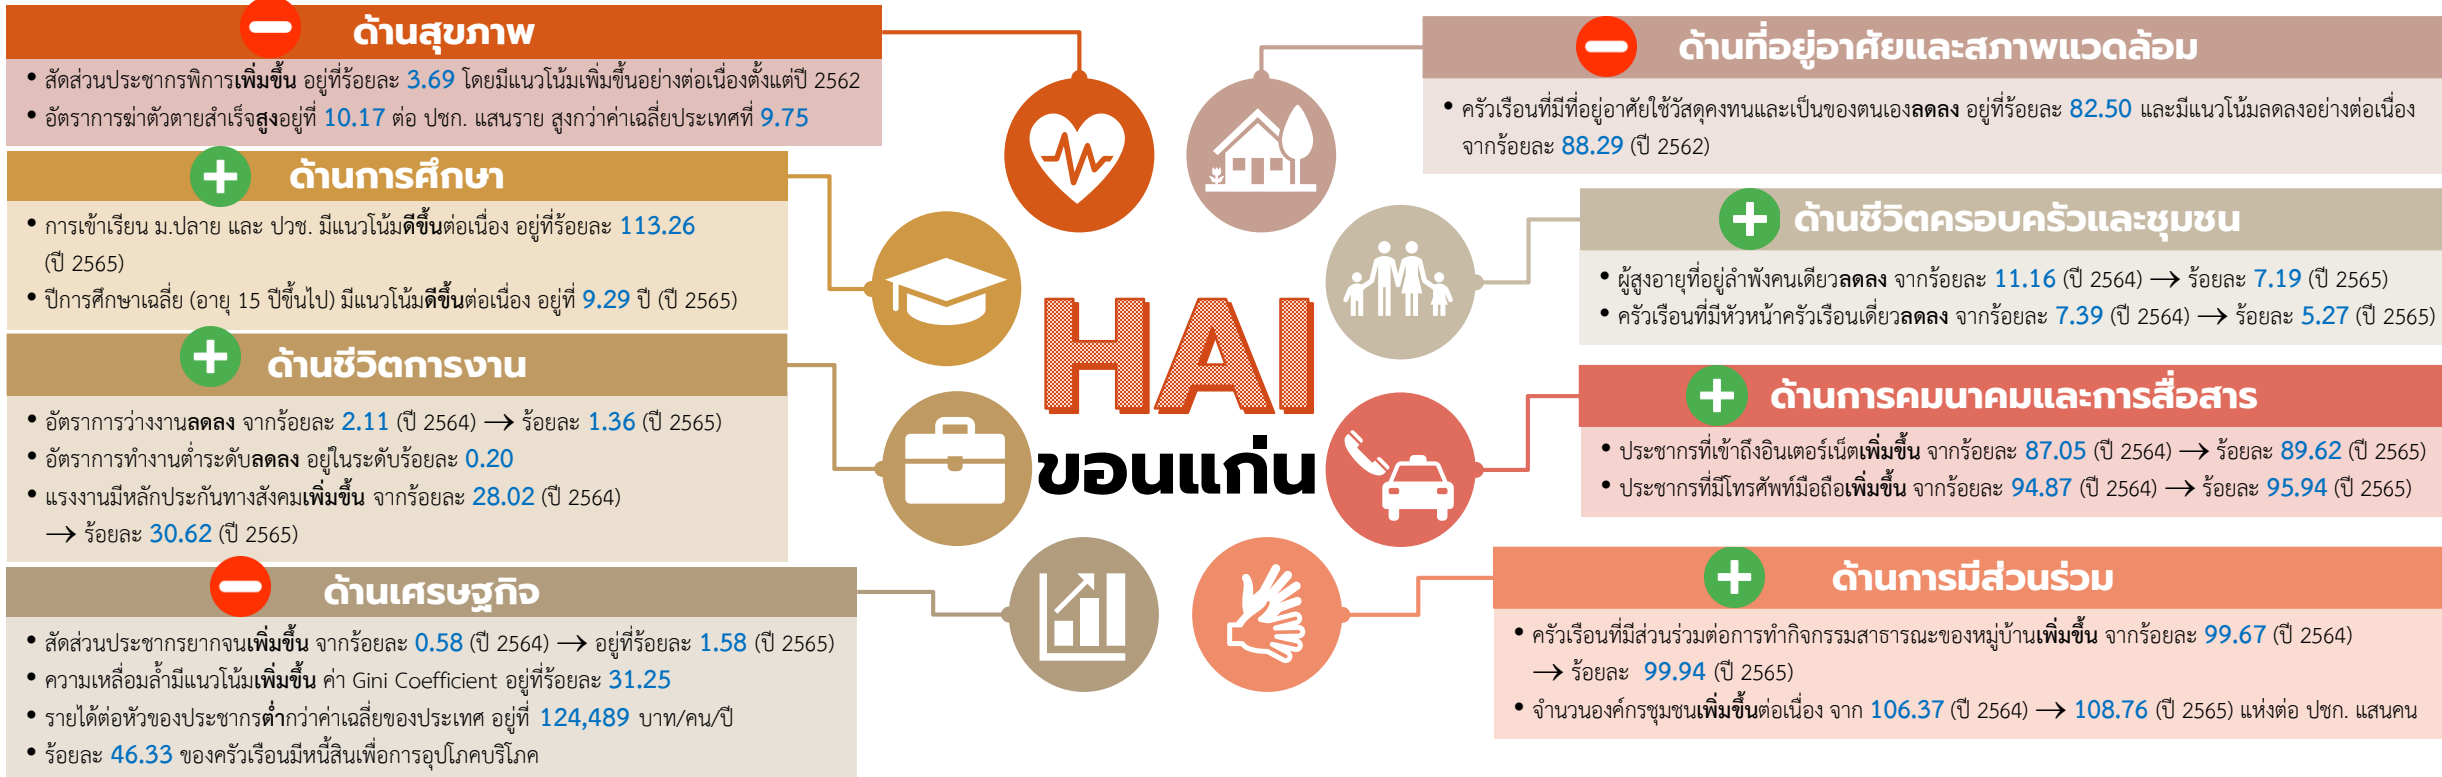 ด้านสุขภาพ
• สัดส่วนประชากรพิการเพิ่มขึ้น อยู่ที่ร้อยละ 3.69 โดยมีแนวโน้มเพิ่มขึ้นอย่างต่อเนื่องตั้งแต่ปี 2562
• อัตราการฆ่าตัวตายสำเร็จสูงอยู่ที่ 10.17 ต่อ ปชก. แสนราย สูงกว่าค่าเฉลี่ยประเทศที่ 9.75
ด้านการศึกษา
• การเข้าเรียน ม.ปลาย และ ปวช. มีแนวโน้มดีขึ้นต่อเนื่อง อยู่ที่ร้อยละ 113.26
(ปี 2565)
• ปีการศึกษาเฉลี่ย (อายุ 15 ปีขึ้นไป) มีแนวโน้มดีขึ้นต่อเนื่อง อยู่ที่ 9.29 ปี (ปี 2565)
ด้านชีวิตการงาน
• อัตราการว่างงานลดลง จากร้อยละ 2.11 (ปี 2564) → ร้อยละ 1.36 (ปี 2565)
• อัตราการทำงานต่ำระดับลดลง อยู่ในระดับร้อยละ 0.20
• แรงงานมีหลักประกันทางสังคมเพิ่มขึ้น จากร้อยละ 28.02 (ปี 2564)
→ ร้อยละ 30.62 (ปี 2565)
ด้านเศรษฐกิจ
• สัดส่วนประชากรยากจนเพิ่มขึ้น จากร้อยละ 0.58 (ปี 2564) → อยู่ที่ร้อยละ 1.58 (ปี 2565)
• ความเหลื่อมล้ำมีแนวโน้มเพิ่มขึ้น ค่า Gini Coefficient อยู่ที่ร้อยละ 31.25
• รายได้ต่อหัวของประชากรต่ำกว่าค่าเฉลี่ยของประเทศ อยู่ที่ 124,489 บาท/คน/ปี
• ร้อยละ 46.33 ของครัวเรือนมีหนี้สินเพื่อการอุปโภคบริโภค
HAI
ขอนแก่น
ด้านที่อยู่อาศัยและสภาพแวดล้อม
• ครัวเรือนที่มีที่อยู่อาศัยใช้วัสดุคงทนและเป็นของตนเองลดลง อยู่ที่ร้อยละ 82.50 และมีแนวโน้มลดลงอย่างต่อเนื่อง
จากร้อยละ 88.29 (ปี 2562)
ด้านชีวิตครอบครัวและชุมชน
• ผู้สูงอายุที่อยู่ลำพังคนเดียวลดลง จากร้อยละ 11.16 (ปี 2564) → ร้อยละ 7.19 (ปี 2565)
• ครัวเรือนที่มีหัวหน้าครัวเรือนเดี่ยวลดลง จากร้อยละ 7.39 (ปี 2564) → ร้อยละ 5.27 (ปี 2565)
ด้านการคมนาคมและการสื่อสาร
• ประชากรที่เข้าถึงอินเตอร์เน็ตเพิ่มขึ้น จากร้อยละ 87.05 (ปี 2564) → ร้อยละ 89.62 (ปี 2565)
• ประชากรที่มีโทรศัพท์มือถือเพิ่มขึ้น จากร้อยละ 94.87 (ปี 2564) → ร้อยละ 95.94 (ปี 2565)
ด้านการมีส่วนร่วม
• ครัวเรือนที่มีส่วนร่วมต่อการทำกิจกรรมสาธารณะของหมู่บ้านเพิ่มขึ้น จากร้อยละ 99.67 (ปี 2564)
→ ร้อยละ 99.94 (ปี 2565)
• จำนวนองค์กรชุมชนเพิ่มขึ้นต่อเนื่อง จาก 106.37 (ปี 2564) → 108.76 (ปี 2565) แห่งต่อ ปชก. แสนคน